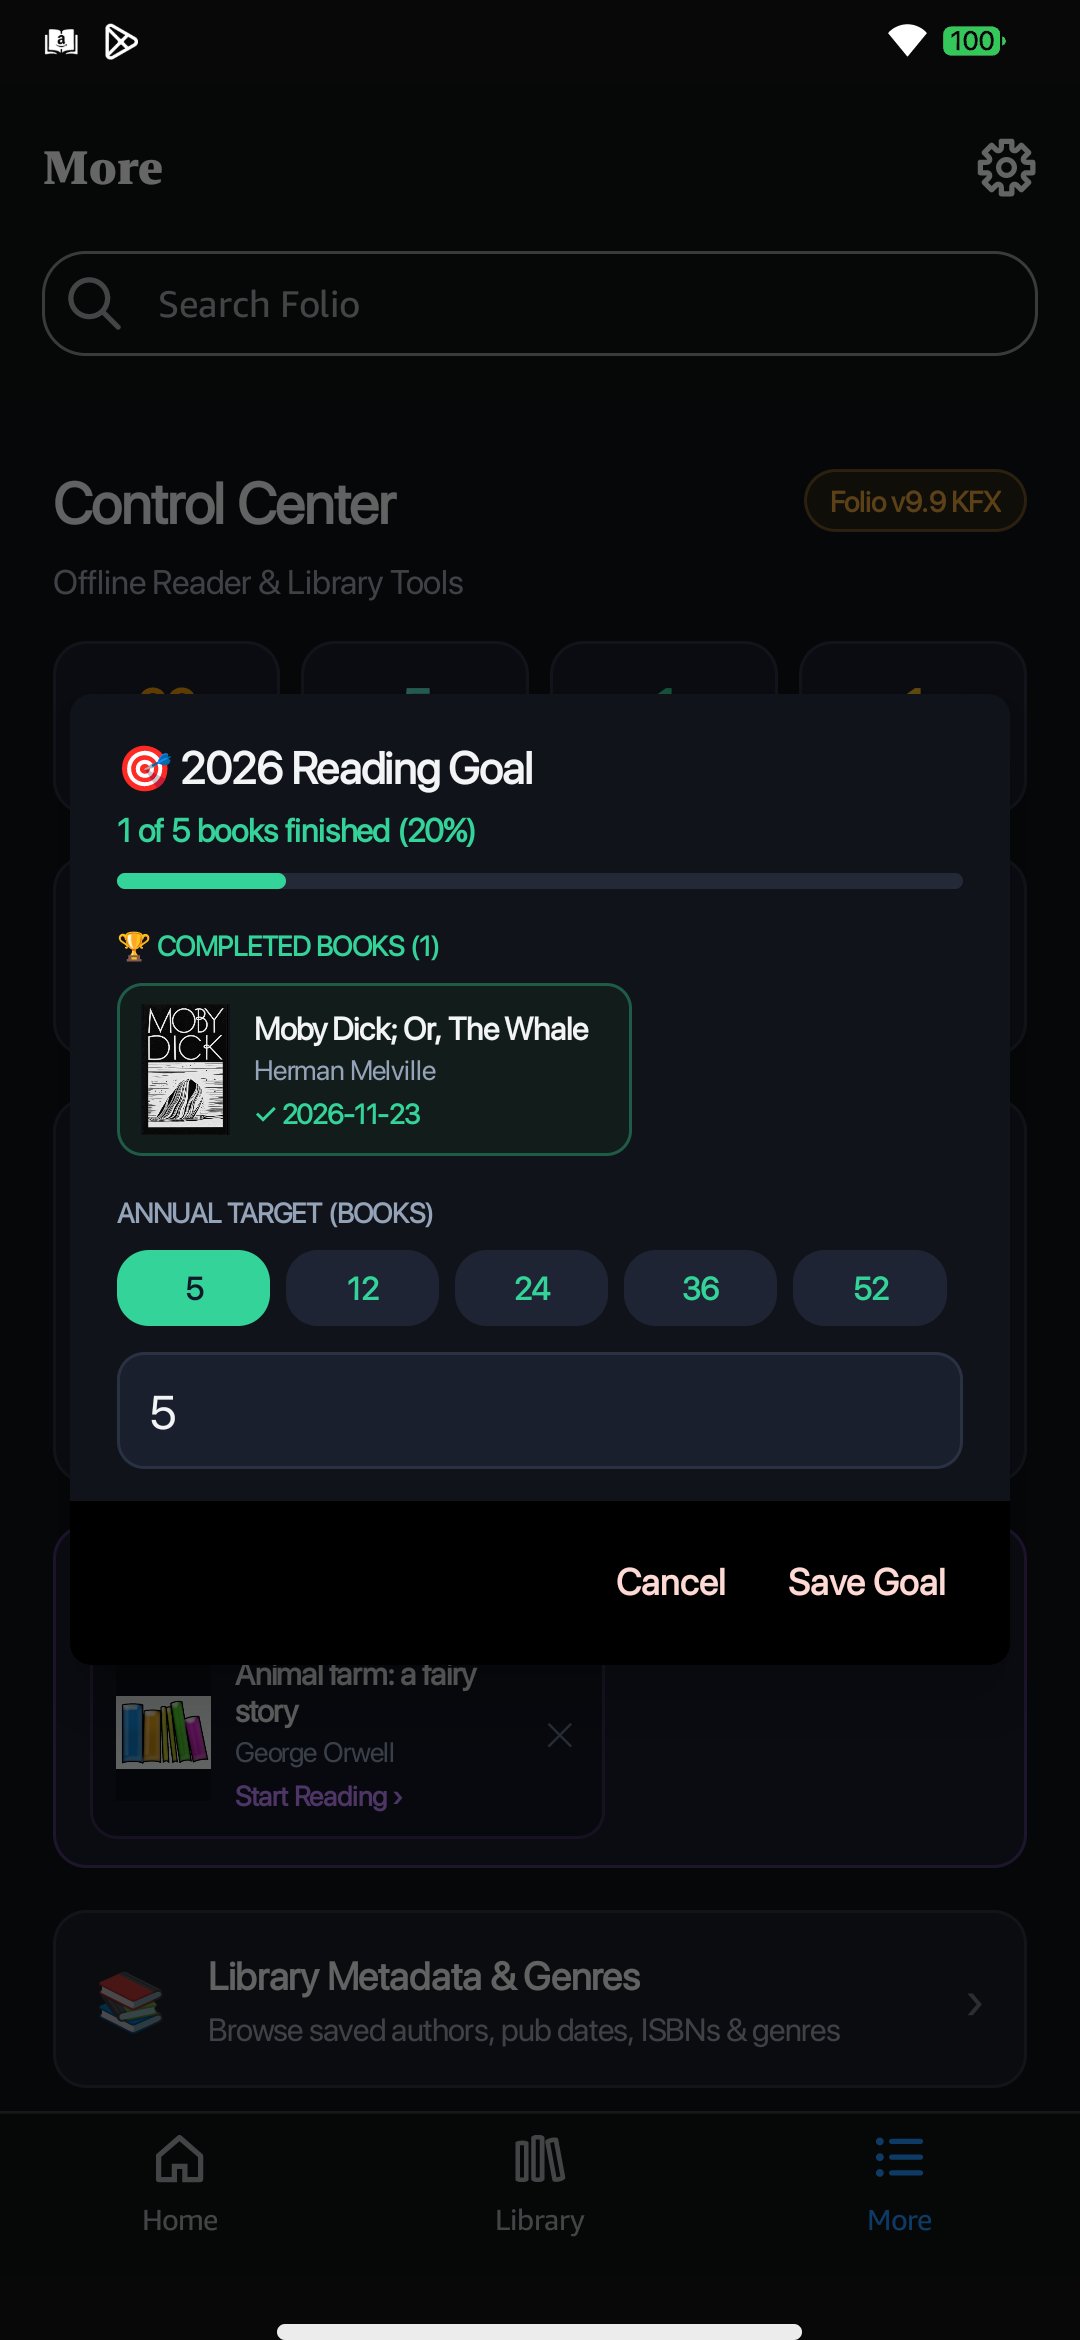 100
More
Search Folio
Control Center
Folio v9.9 KFX
Offline Reader & Library Tools
🎯 2026 Reading Goal
1 of 5 books finished (20%)
🏆 COMPLETED BOOKS (1)
MOBY
DICK
Moby Dick; Or, The Whale
Herman Melville
✓ 2026-11-23
ANNUAL TARGET (BOOKS)
5 12 24 36 52
5
Cancel Save Goal
Animal farm: a fairy
story
George Orwell
Start Reading ›
Library Metadata & Genres
Browse saved authors, pub dates, ISBNs & genres
Home Library More